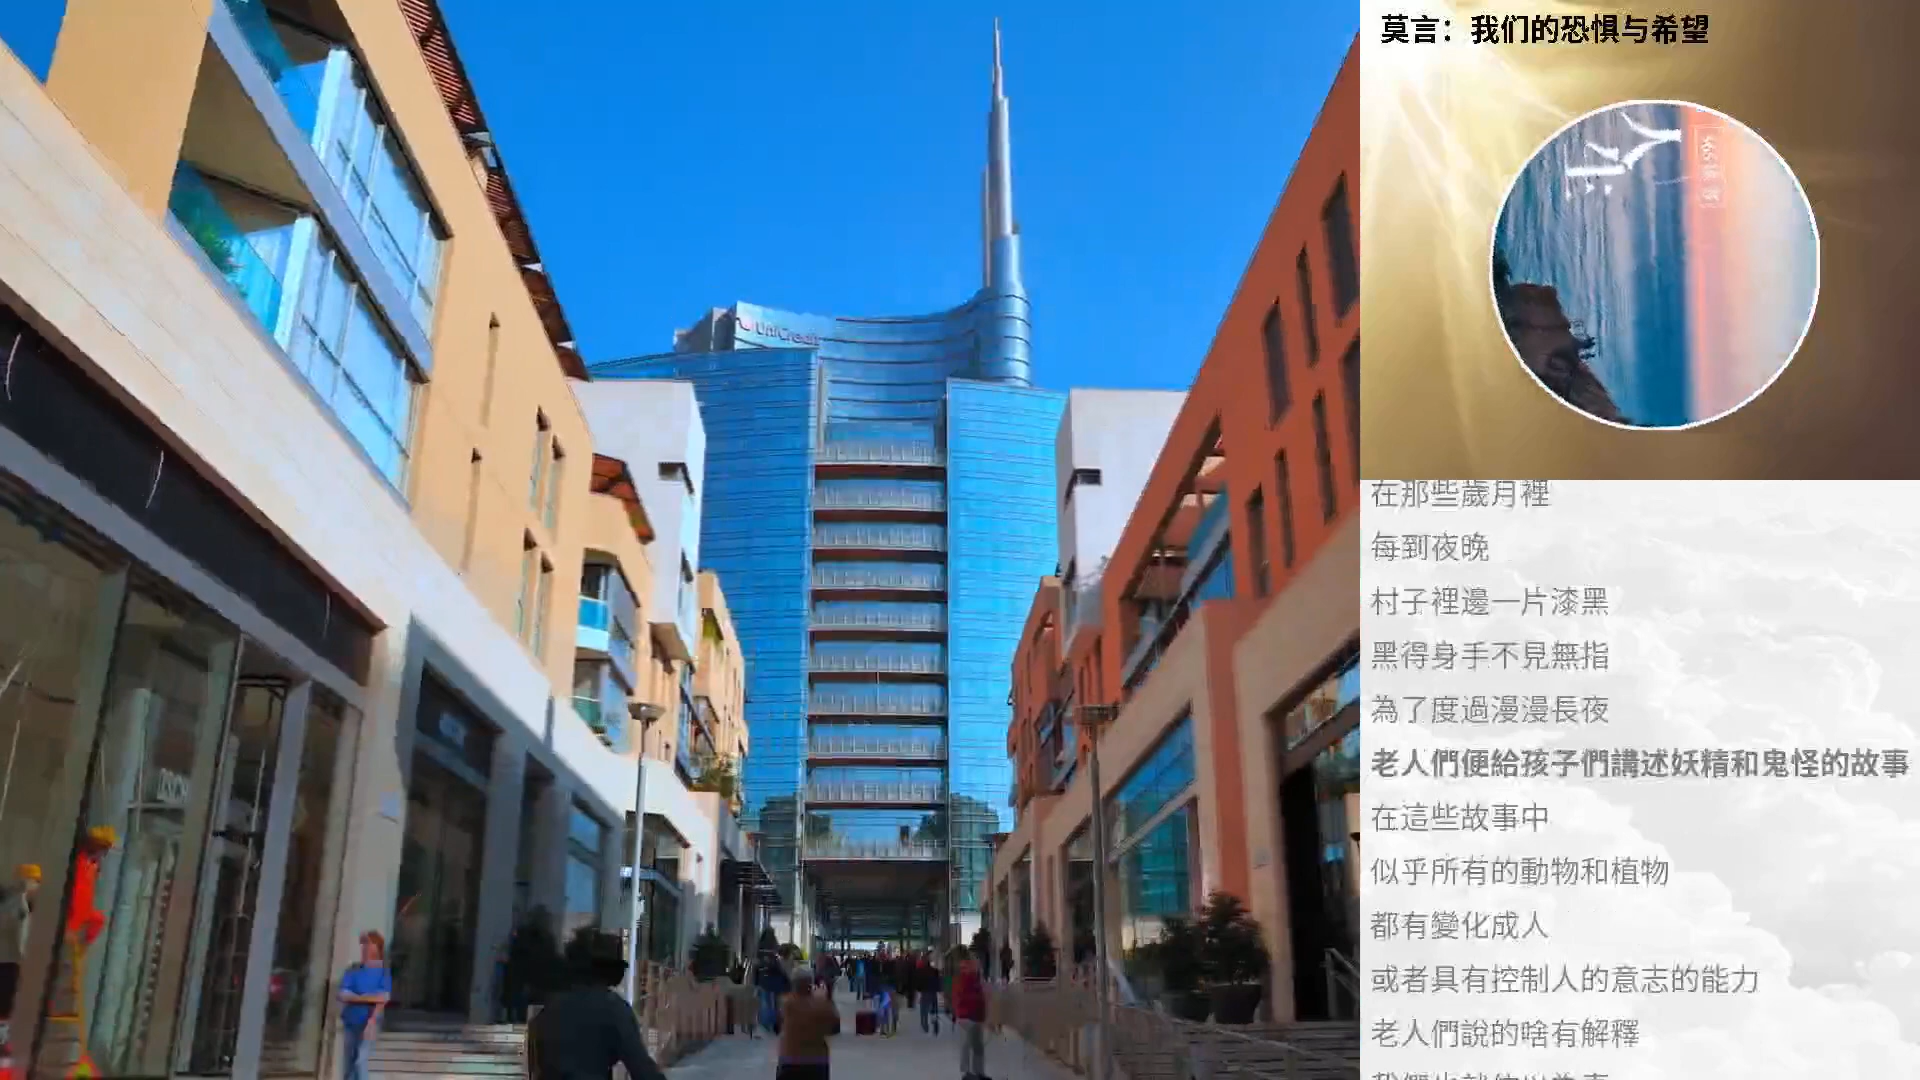 莫言：我们的恐惧与希望
UniCredit
在那些歲月裡
每到夜晚
村子裡邊一片漆黑
黑得身手不見無指
為了度過漫漫長夜
老人們便給孩子們講述妖精和鬼怪的故事
在這些故事中
似乎所有的動物和植物
都有變化成人
或者具有控制人的意志的能力
老人們說的啥有解釋